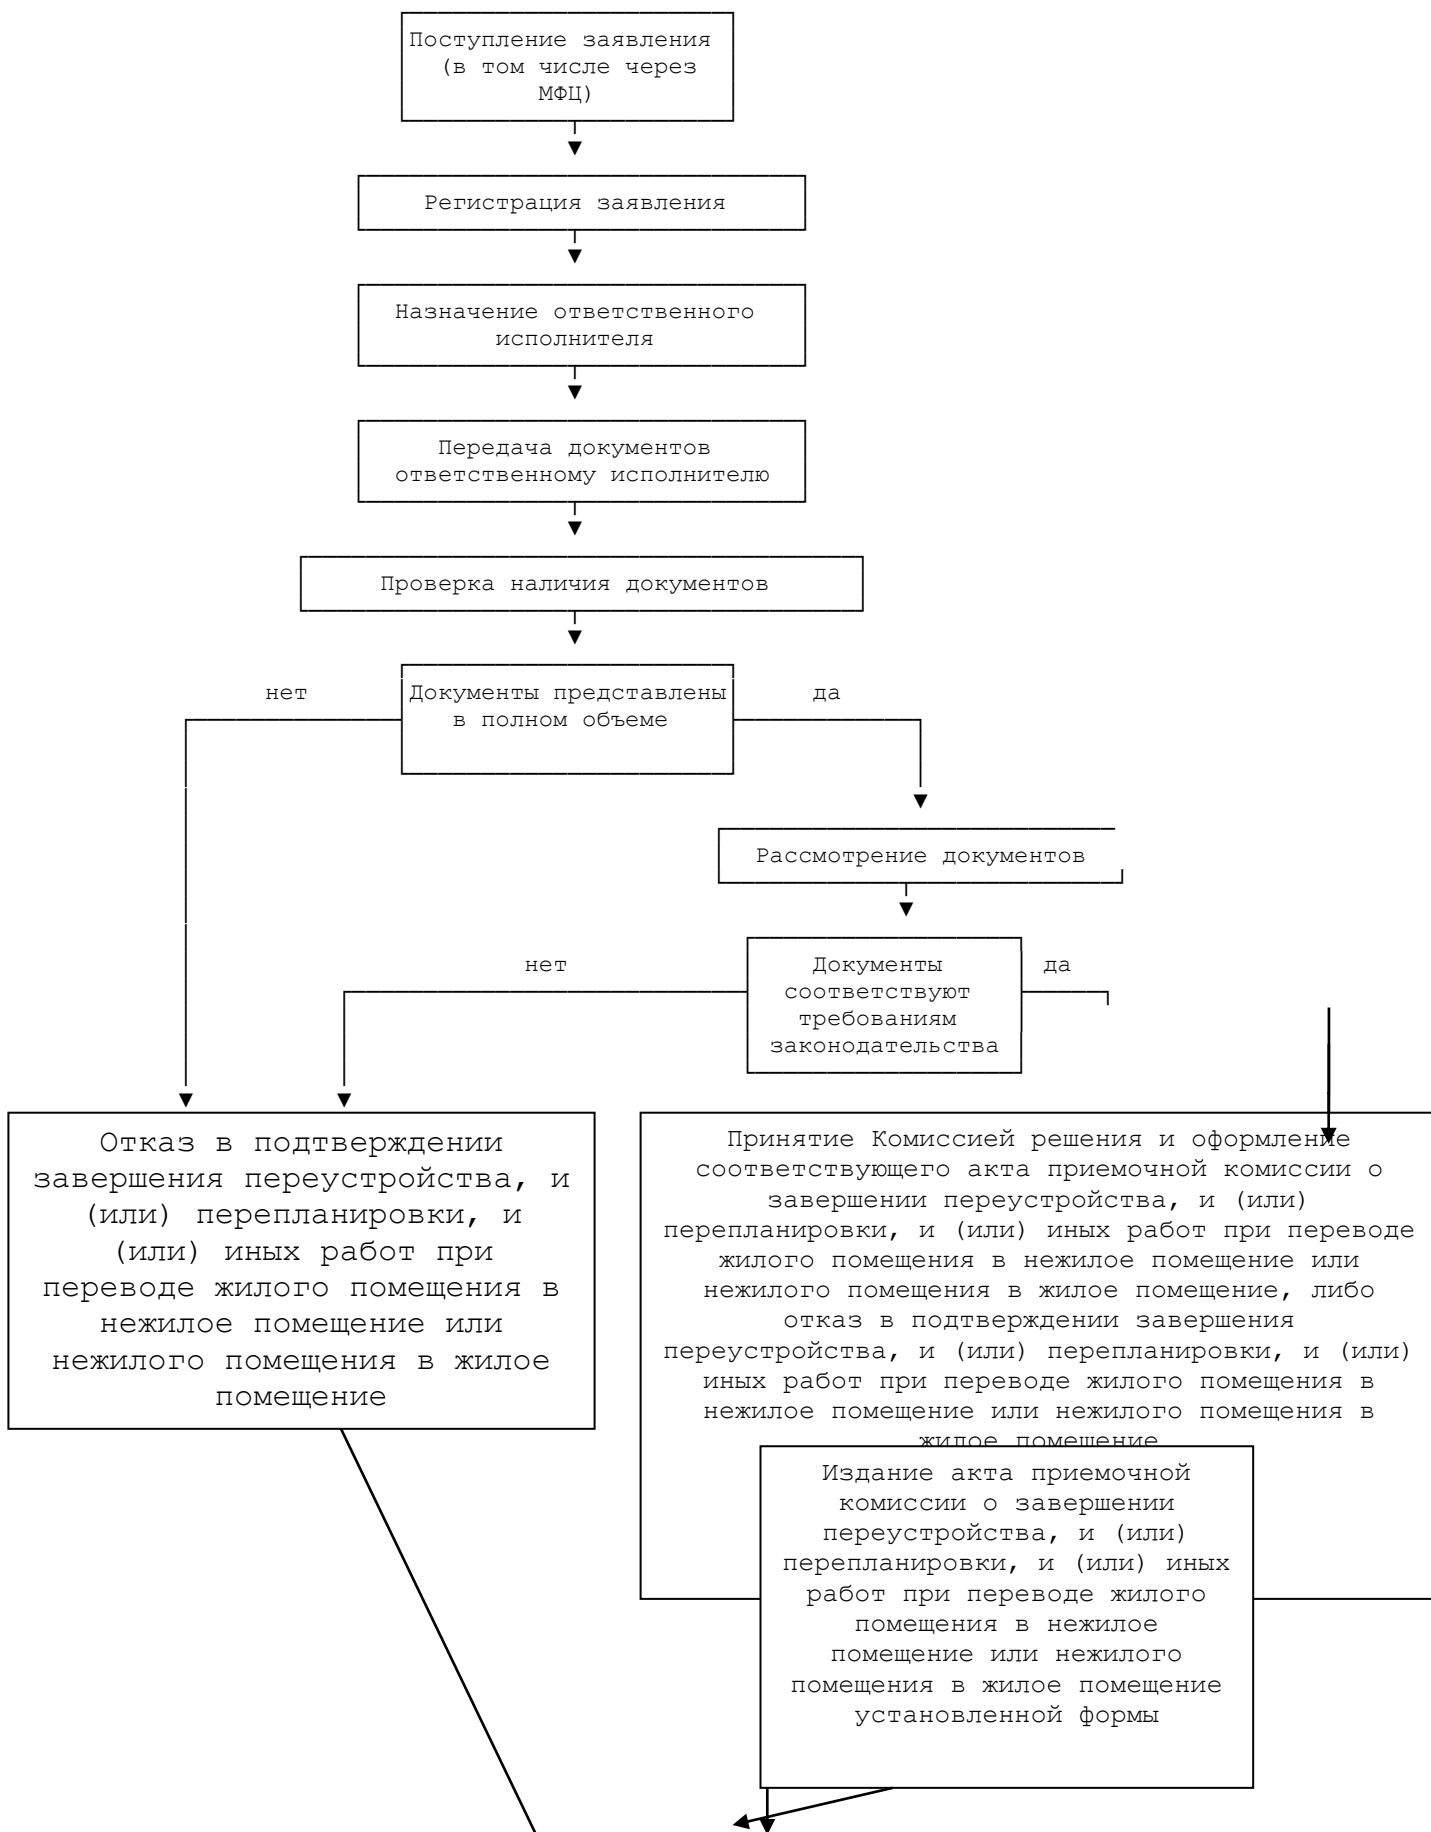 Поступление заявления
(в том числе через
МФЦ)
Регистрация заявления
Назначение ответственного
исполнителя
Передача документов
ответственному исполнителю
Проверка наличия документов
нет
Документы представлены
в полном объеме
да
Рассмотрение документов
нет
Документы
соответствуют
требованиям
законодательства
да
Отказ в подтверждении
завершения переустройства, и
(или) перепланировки, и
(или) иных работ при
переводе жилого помещения в
нежилое помещение или
нежилого помещения в жилое
помещение
Принятие Комиссией решения и оформление
соответствующего акта приемочной комиссии о
завершении переустройства, и (или)
перепланировки, и (или) иных работ при переводе
жилого помещения в нежилое помещение или
нежилого помещения в жилое помещение, либо
отказ в подтверждении завершения
переустройства, и (или) перепланировки, и (или)
иных работ при переводе жилого помещения в
нежилое помещение или нежилого помещения в
жилое помещение
Издание акта приемочной
комиссии о завершении
переустройства, и (или)
перепланировки, и (или) иных
работ при переводе жилого
помещения в нежилое
помещение или нежилого
помещения в жилое помещение
установленной формы